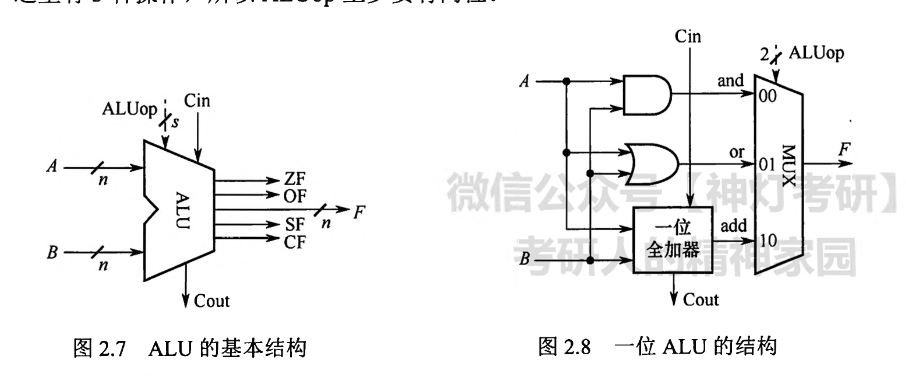 ALUop
Cin
s
A
n
B
n
ALU
ZF
OF
n
F
SF
CF
Cout
图 2.7 ALU 的基本结构
Cin
2
ALUop
A
and
00
or
01
MUX
F
一位
全加器
add
10
B
Cout
图 2.8 一位 ALU 的结构
微信公众号【神灯考研】
考研人的精神家园